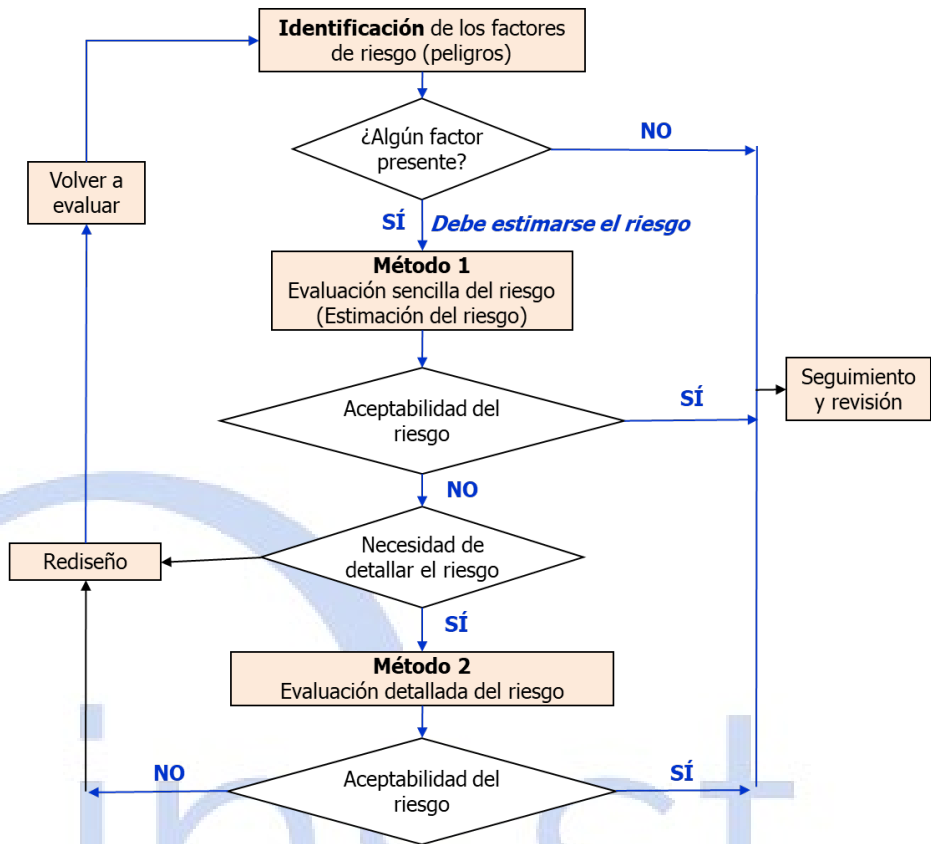 Identificación de los factores
de riesgo (peligros)
¿Algún factor
presente?
NO
Volver a
evaluar
SÍ
Debe estimarse el riesgo
Método 1
Evaluación sencilla del riesgo
(Estimación del riesgo)
Seguimiento
y revisión
Aceptabilidad del
riesgo
SÍ
NO
Necesidad de
detallar el riesgo
Rediseño
SÍ
Método 2
Evaluación detallada del riesgo
Aceptabilidad del
riesgo
NO
SÍ